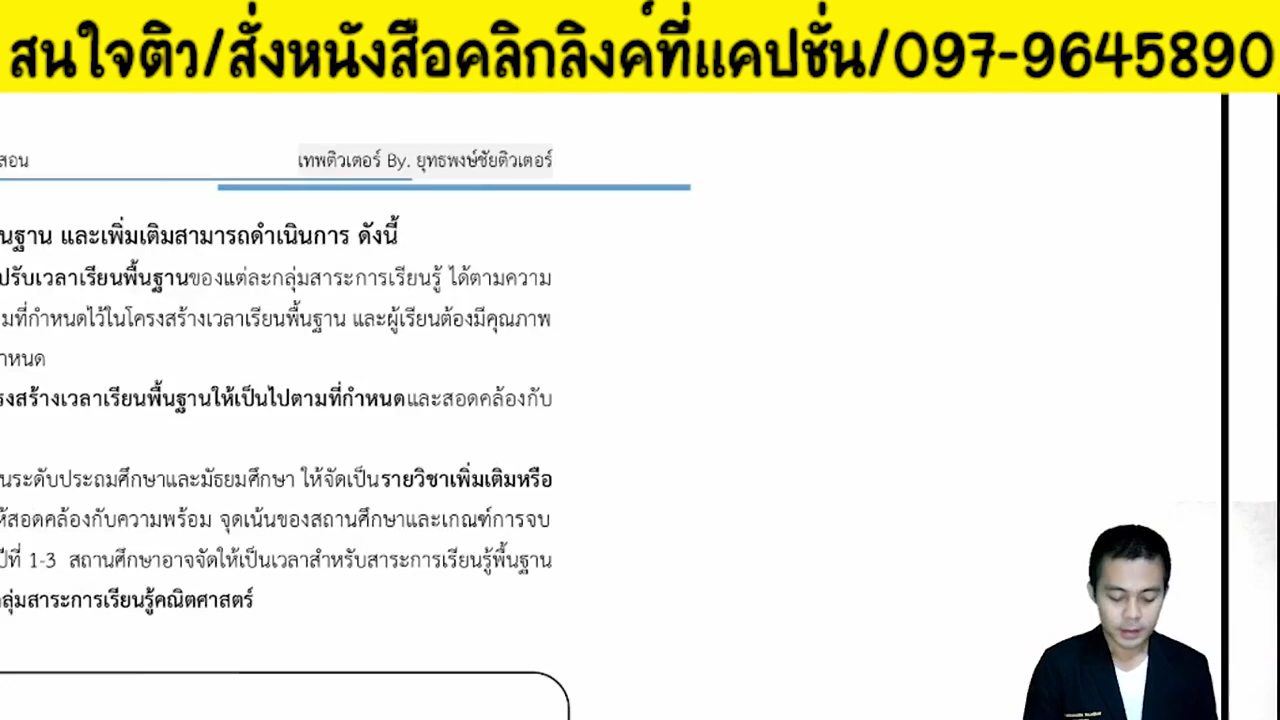 สนใจติว/สั่งหนังสือคลิกลิงค์ที่แคปชั่น/097-9645890
สอน เทพติวเตอร์ By. ยุทธพงษ์ชัยติวเตอร์
และเพิ่มเติมสามารถดำเนินการ ดังนี้
ปรับเวลาเรียนพื้นฐานของแต่ละกลุ่มสาระการเรียนรู้ ได้ตามความ
ที่กำหนดไว้ในโครงสร้างเวลาเรียนพื้นฐาน และผู้เรียนต้องมีคุณภาพ
สร้างเวลาเรียนพื้นฐานให้เป็นไปตามที่กำหนดและสอดคล้องกับ
ระดับประถมศึกษาและมัธยมศึกษา ให้จัดเป็นรายวิชาเพิ่มเติมหรือ
สอดคล้องกับความพร้อม จุดเน้นของสถานศึกษาและเกณฑ์การจบ
ปีที่ 1-3 สถานศึกษาอาจจัดให้เป็นเวลาสำหรับสาระการเรียนรู้พื้นฐาน
กลุ่มสาระการเรียนรู้คณิตศาสตร์